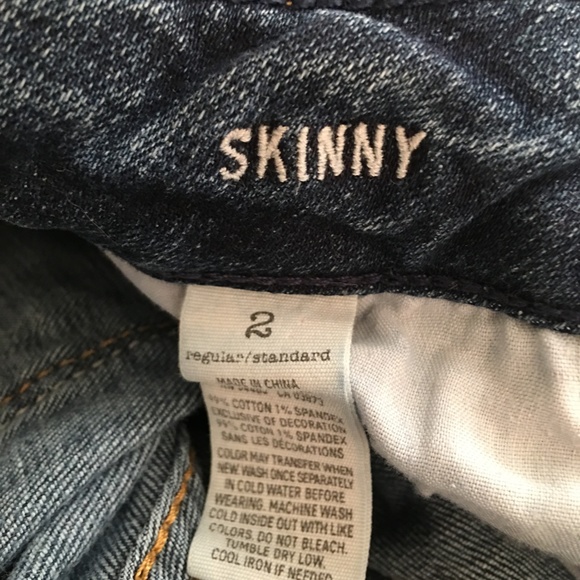 SKINNY
2
regular/standard
MADE IN CHINA
99% COTTON 1% SPANDEX
EXCLUSIVE OF DECORATION
99% COTON 1% SPANDEX
SANS LES DÉCORATIONS
COLOR MAY TRANSFER WHEN
NEW. WASH ONCE SEPARATELY
IN COLD WATER BEFORE
WEARING. MACHINE WASH
COLD INSIDE OUT WITH LIKE
COLORS. DO NOT BLEACH.
TUMBLE DRY LOW.
COOL IRON IF NEEDED.